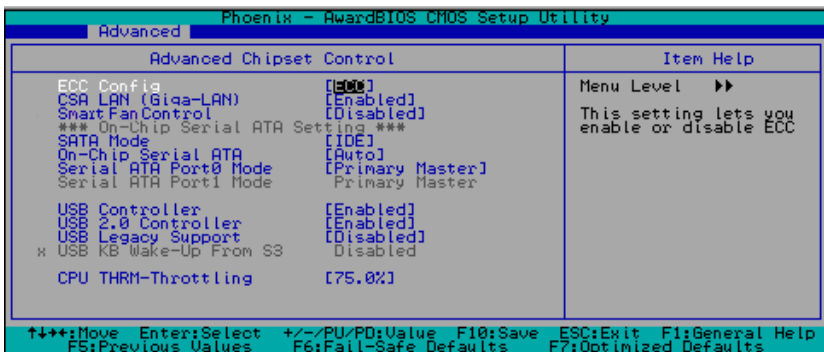 Phoenix - AwardBIOS CMOS Setup Utility
Advanced
Advanced Chipset Control
Item Help
ECC Config [ECC]
CSA LAN (Giga-LAN) [Enabled]
Smart FanControl [Disabled]
*** On-Chip Serial ATA Setting ***
SATA Mode [IDE]
On-Chip Serial ATA [Auto]
Serial ATA Port0 Mode [Primary Master]
Serial ATA Port1 Mode Primary Master
USB Controller [Enabled]
USB 2.0 Controller [Enabled]
USB Legacy Support [Disabled]
x USB KB Wake-Up From S3 Disabled
CPU THRM-Throttling [75.0%]
Menu Level ▶▶
This setting lets you
enable or disable ECC
↑↓→←:Move Enter:Select +/-/PU/PD:Value F10:Save ESC:Exit F1:General Help
F5:Previous Values F6:Fail-Safe Defaults F7:Optimized Defaults